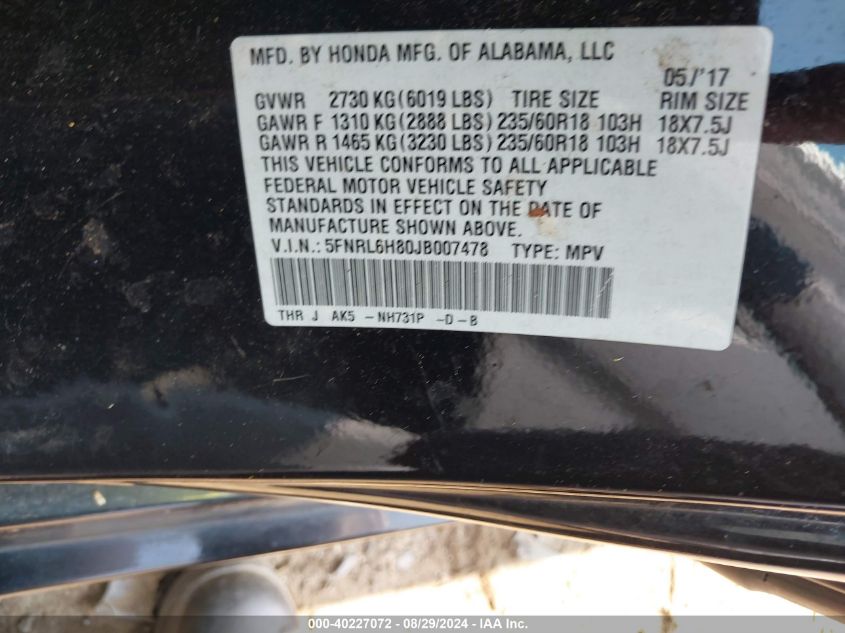 MFD. BY HONDA MFG. OF ALABAMA, LLC
05/'17
GVWR 2730 KG(6019 LBS) TIRE SIZE RIM SIZE
GAWR F 1310 KG(2888 LBS) 235/60R18 103H 18X7.5J
GAWR R 1465 KG(3230 LBS) 235/60R18 103H 18X7.5J
THIS VEHICLE CONFORMS TO ALL APPLICABLE
FEDERAL MOTOR VEHICLE SAFETY
STANDARDS IN EFFECT ON THE DATE OF
MANUFACTURE SHOWN ABOVE.
V.I.N.: 5FNRL6H80JB007478 TYPE: MPV
THR J AK5 -NH731P -D-B
000-40227072 - 08/29/2024 - IAA Inc.